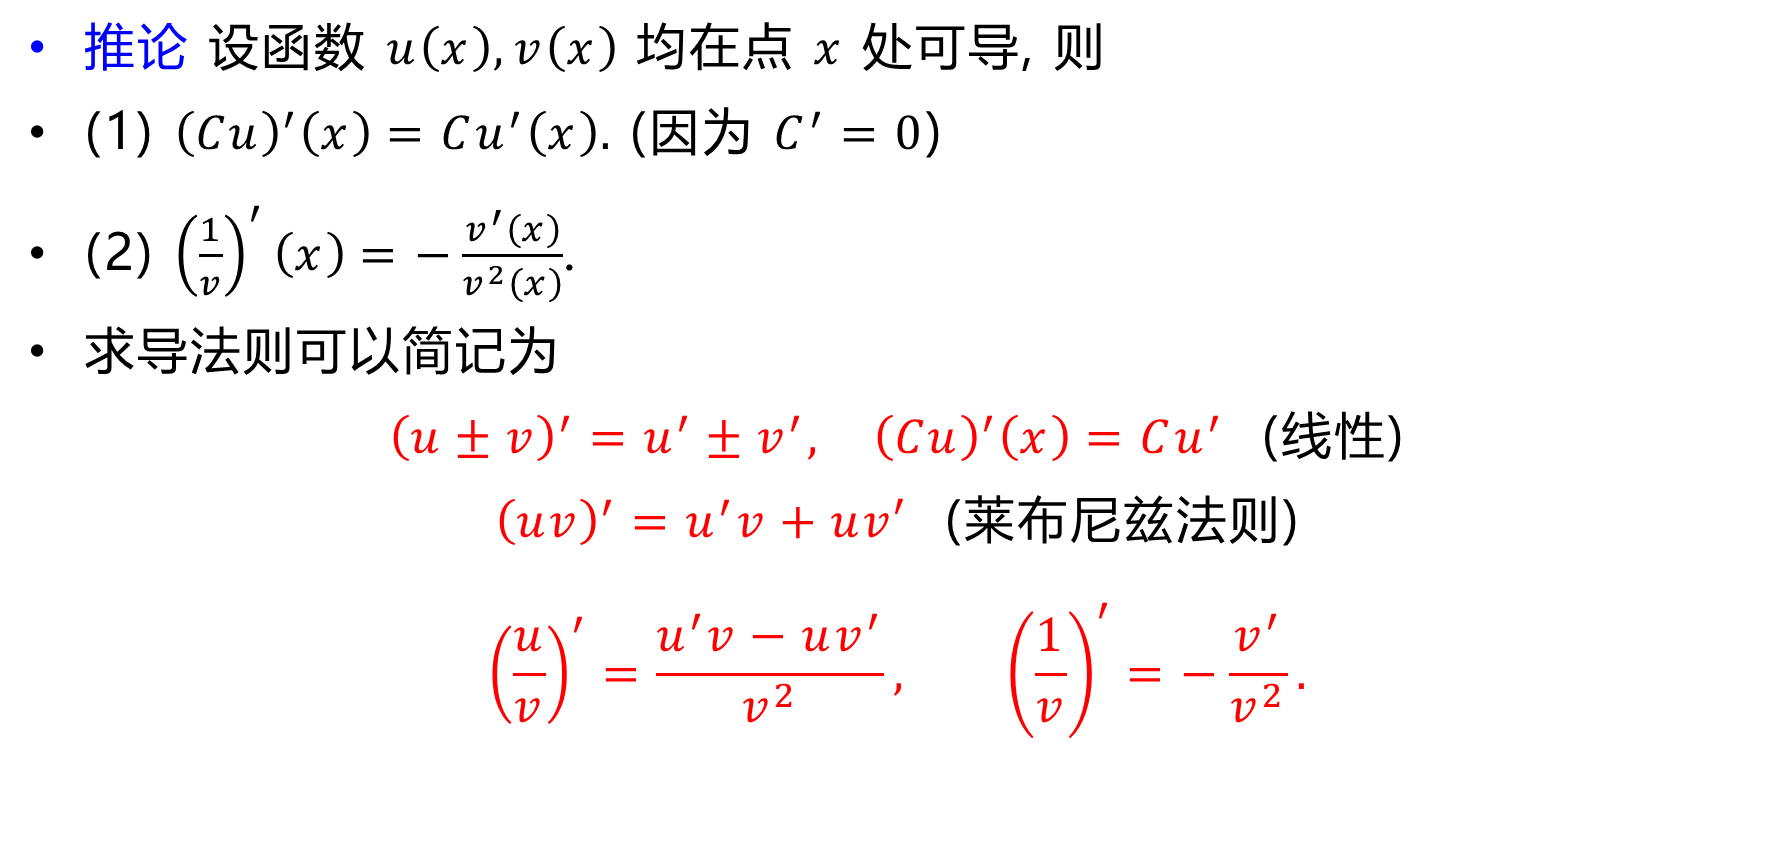 • 推论 设函数 u(x), v(x) 均在点 x 处可导, 则
• (1) (Cu)′(x) = Cu′(x). (因为 C′ = 0)
• (2) (1/v)′(x) = − v′(x)/v²(x).
• 求导法则可以简记为
(u ± v)′ = u′ ± v′, (Cu)′(x) = Cu′ (线性)
(uv)′ = u′v + uv′ (莱布尼兹法则)
(u/v)′ = (u′v − uv′)/v², (1/v)′ = − v′/v².